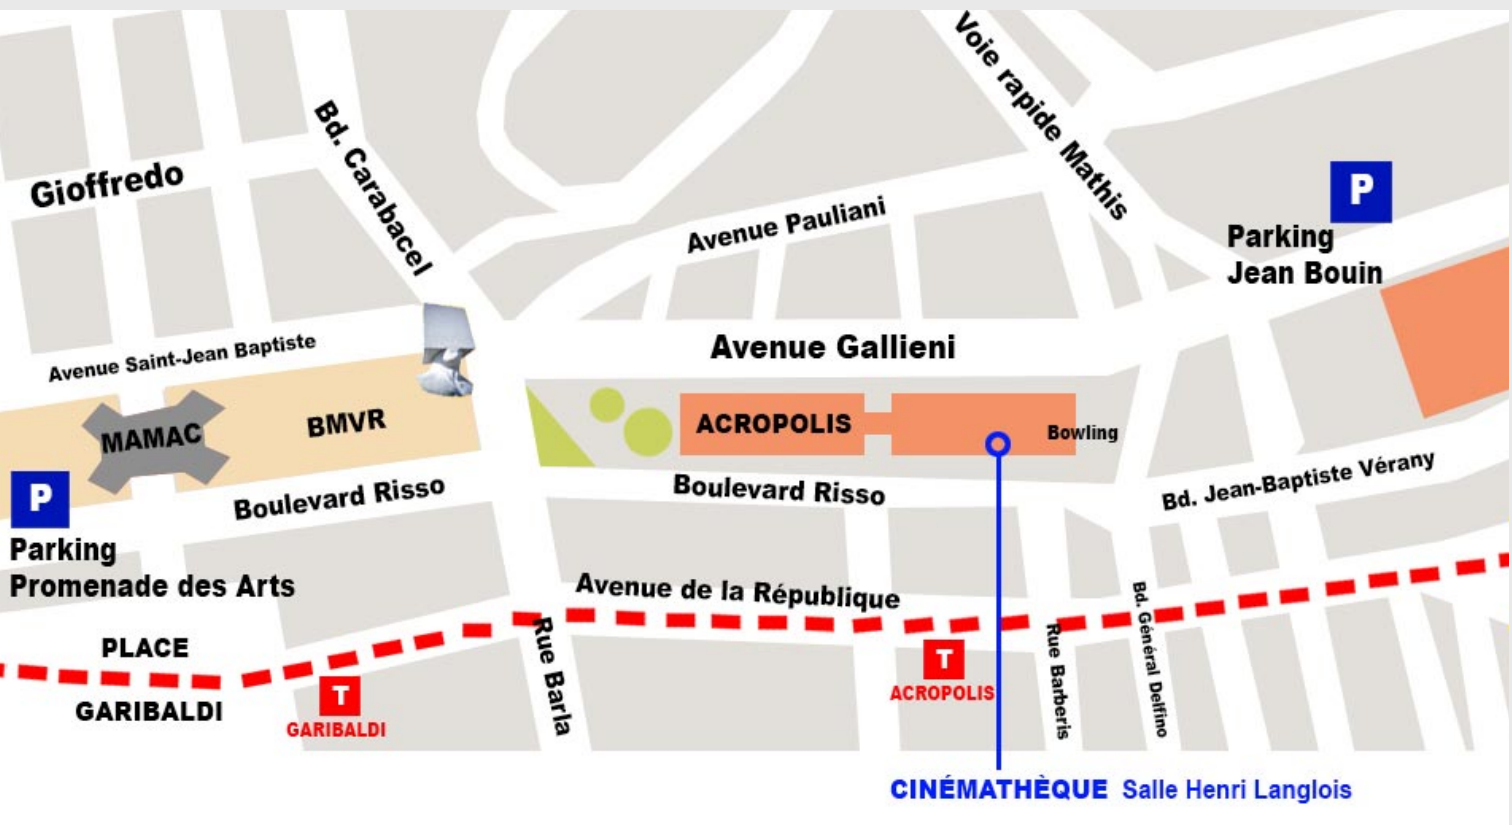 Voie rapide Mathis
Bd. Carabacel
Gioffredo
P
Parking
Jean Bouin
Avenue Pauliani
Avenue Saint-Jean Baptiste
Avenue Gallieni
MAMAC
BMVR
ACROPOLIS
Bowling
P
Parking
Promenade des Arts
Boulevard Risso
Boulevard Risso
Bd. Jean-Baptiste Vérany
Avenue de la République
PLACE
GARIBALDI
T
GARIBALDI
Rue Barla
T
ACROPOLIS
Rue Barberis
Bd. Général Delfino
CINÉMATHÈQUE Salle Henri Langlois